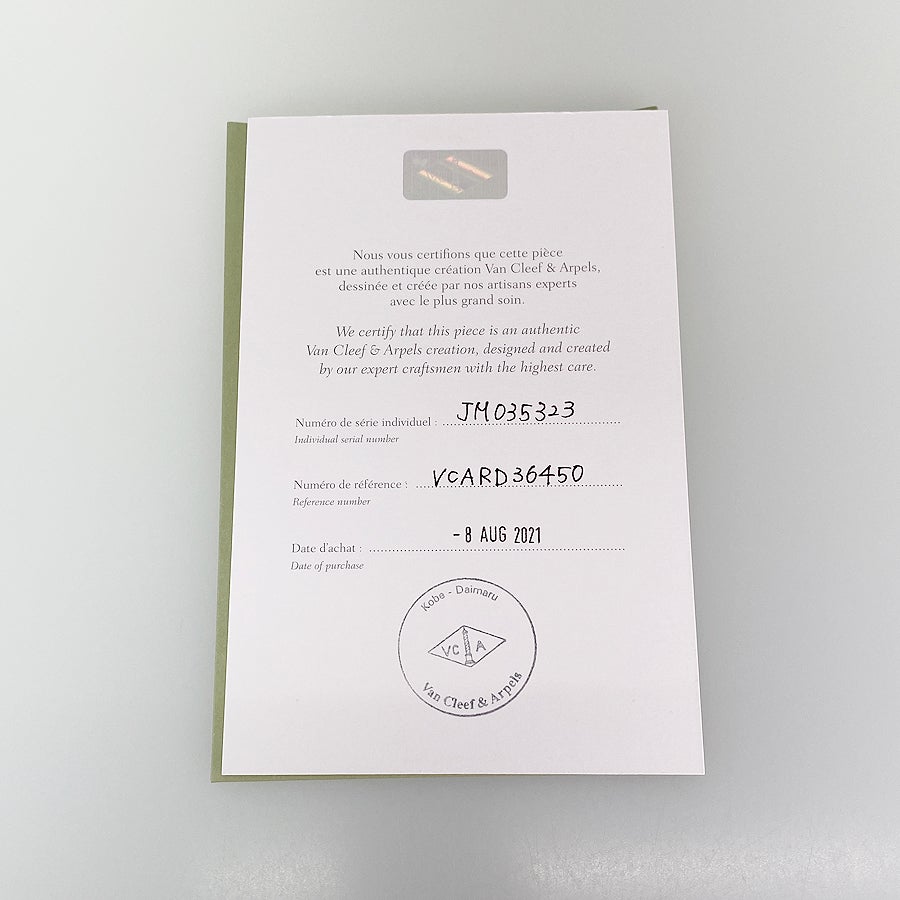 Nous vous certifions que cette pièce
est une authentique création Van Cleef & Arpels,
dessinée et créée par nos artisans experts
avec le plus grand soin.
We certify that this piece is an authentic
Van Cleef & Arpels creation, designed and created
by our expert craftsmen with the highest care.
Numéro de série individuel : JM035323
Individual serial number
Numéro de référence : VCARD36450
Reference number
Date d'achat : -8 AUG 2021
Date of purchase
Kobe - Daimaru
VC A
Van Cleef & Arpels